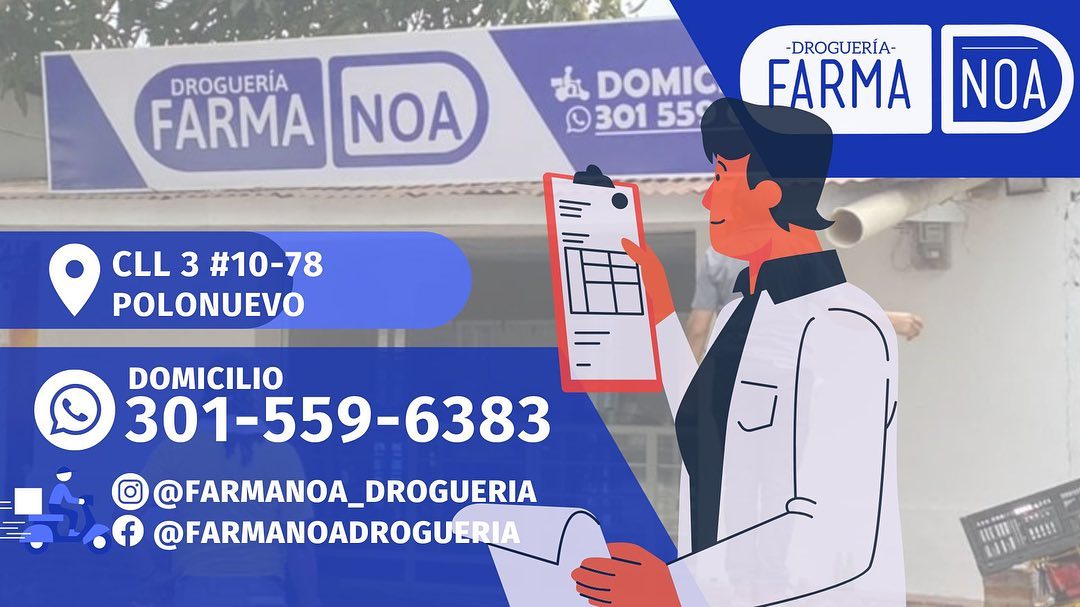 DROGUERÍA
FARMA NOA
DOMIC
301 559
-DROGUERÍA-
FARMA NOA
CLL 3 #10-78
POLONUEVO
DOMICILIO
301-559-6383
@FARMANOA_DROGUERIA
@FARMANOADROGUERIA